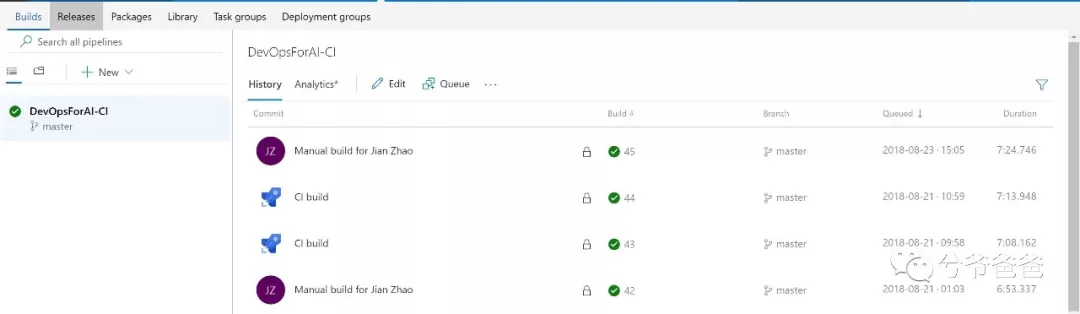 Builds Releases Packages Library Task groups Deployment groups
Search all pipelines
New
DevOpsForAI-CI
master
DevOpsForAI-CI
History Analytics* Edit Queue ...
Commit Build # Branch Queued ↓ Duration
JZ Manual build for Jian Zhao 45 master 2018-08-23 · 15:05 7:24.746
CI build 44 master 2018-08-21 · 10:59 7:13.948
CI build 43 master 2018-08-21 · 09:58 7:08.162
JZ Manual build for Jian Zhao 42 master 2018-08-21 · 01:03 6:53.337
兮爷爸爸